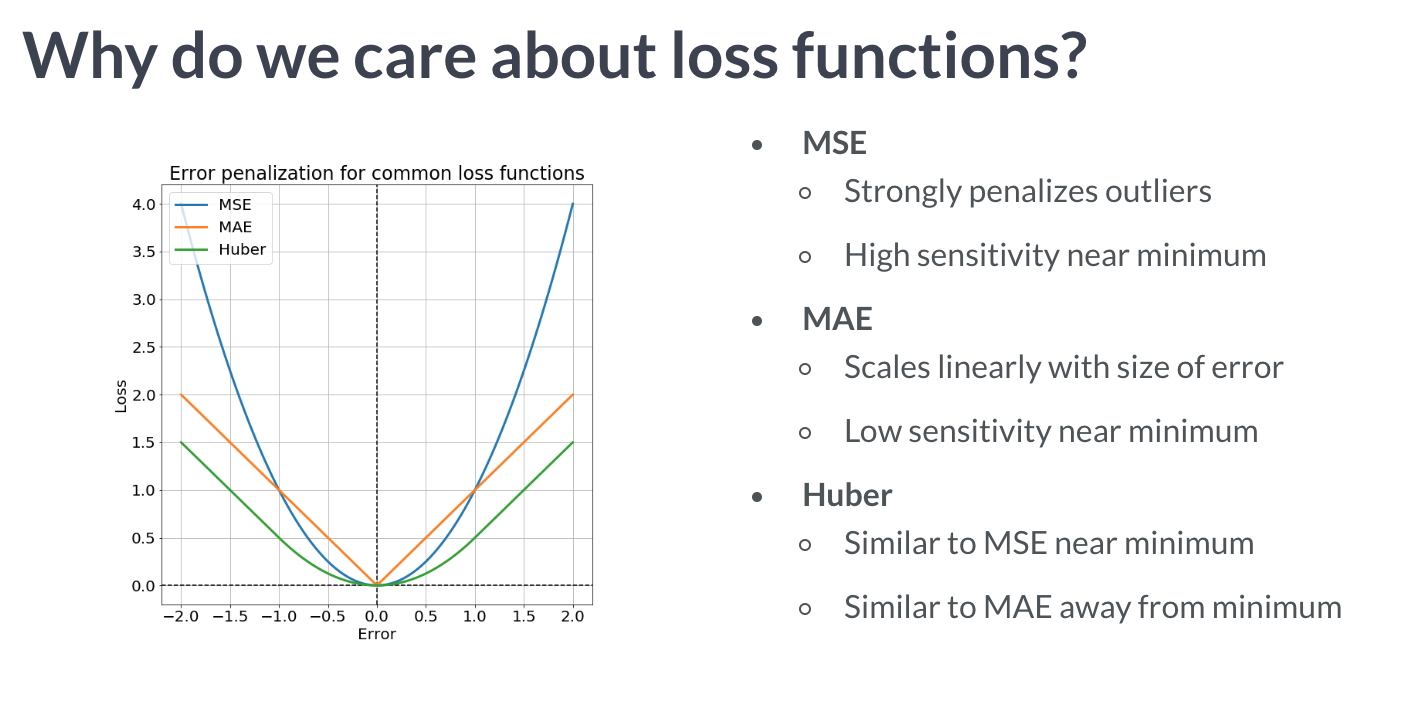 Why do we care about loss functions?
Error penalization for common loss functions
MSE
MAE
Huber
4.0
3.5
3.0
2.5
2.0
1.5
1.0
0.5
0.0
Loss
−2.0 −1.5 −1.0 −0.5 0.0 0.5 1.0 1.5 2.0
Error
● MSE
○ Strongly penalizes outliers
○ High sensitivity near minimum
● MAE
○ Scales linearly with size of error
○ Low sensitivity near minimum
● Huber
○ Similar to MSE near minimum
○ Similar to MAE away from minimum